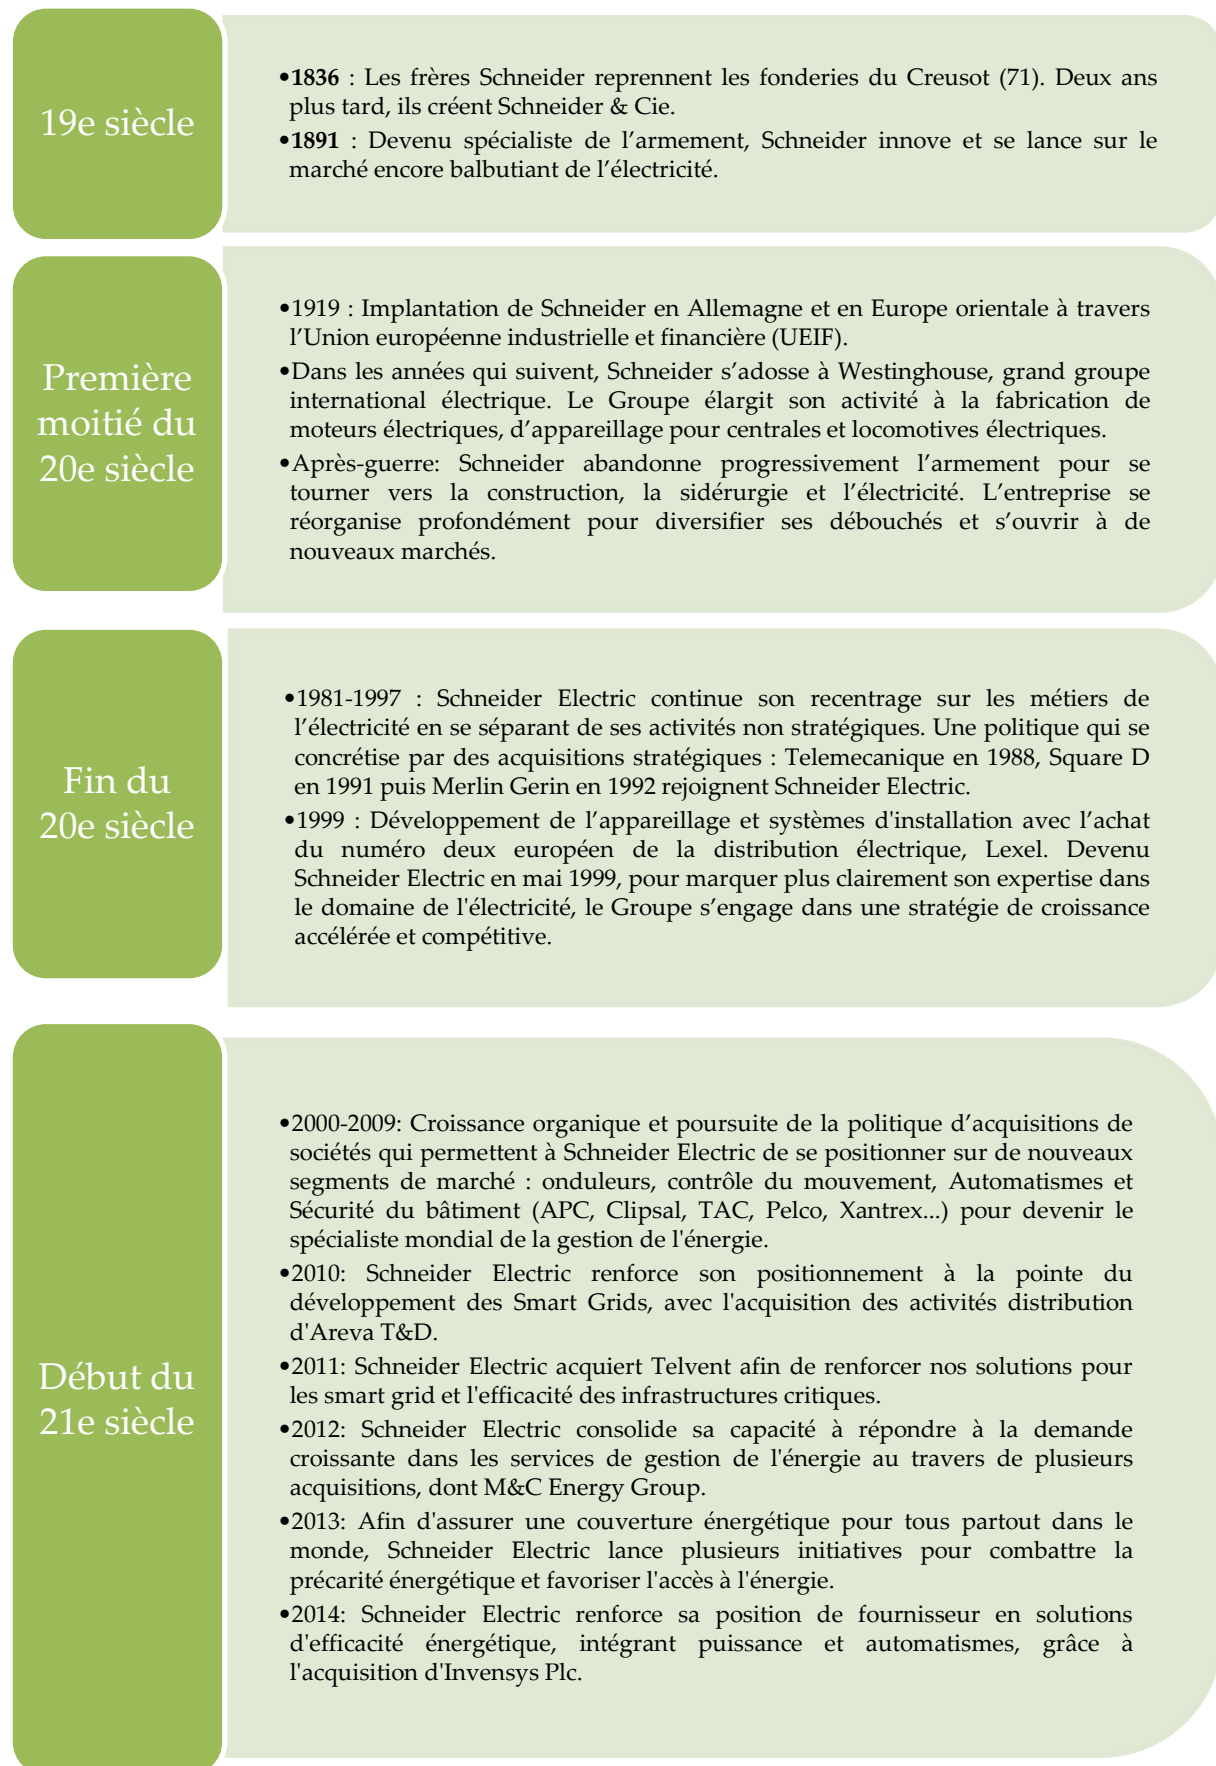 19e siècle
•1836 : Les frères Schneider reprennent les fonderies du Creusot (71). Deux ans
plus tard, ils créent Schneider & Cie.
•1891 : Devenu spécialiste de l’armement, Schneider innove et se lance sur le
marché encore balbutiant de l’électricité.
Première
moitié du
20e siècle
•1919 : Implantation de Schneider en Allemagne et en Europe orientale à travers
l’Union européenne industrielle et financière (UEIF).
•Dans les années qui suivent, Schneider s’adosse à Westinghouse, grand groupe
international électrique. Le Groupe élargit son activité à la fabrication de
moteurs électriques, d’appareillage pour centrales et locomotives électriques.
•Après-guerre: Schneider abandonne progressivement l’armement pour se
tourner vers la construction, la sidérurgie et l’électricité. L’entreprise se
réorganise profondément pour diversifier ses débouchés et s’ouvrir à de
nouveaux marchés.
Fin du
20e siècle
•1981-1997 : Schneider Electric continue son recentrage sur les métiers de
l’électricité en se séparant de ses activités non stratégiques. Une politique qui se
concrétise par des acquisitions stratégiques : Telemecanique en 1988, Square D
en 1991 puis Merlin Gerin en 1992 rejoignent Schneider Electric.
•1999 : Développement de l’appareillage et systèmes d'installation avec l’achat
du numéro deux européen de la distribution électrique, Lexel. Devenu
Schneider Electric en mai 1999, pour marquer plus clairement son expertise dans
le domaine de l'électricité, le Groupe s’engage dans une stratégie de croissance
accélérée et compétitive.
Début du
21e siècle
•2000-2009: Croissance organique et poursuite de la politique d’acquisitions de
sociétés qui permettent à Schneider Electric de se positionner sur de nouveaux
segments de marché : onduleurs, contrôle du mouvement, Automatismes et
Sécurité du bâtiment (APC, Clipsal, TAC, Pelco, Xantrex...) pour devenir le
spécialiste mondial de la gestion de l'énergie.
•2010: Schneider Electric renforce son positionnement à la pointe du
développement des Smart Grids, avec l'acquisition des activités distribution
d'Areva T&D.
•2011: Schneider Electric acquiert Telvent afin de renforcer nos solutions pour
les smart grid et l'efficacité des infrastructures critiques.
•2012: Schneider Electric consolide sa capacité à répondre à la demande
croissante dans les services de gestion de l'énergie au travers de plusieurs
acquisitions, dont M&C Energy Group.
•2013: Afin d'assurer une couverture énergétique pour tous partout dans le
monde, Schneider Electric lance plusieurs initiatives pour combattre la
précarité énergétique et favoriser l'accès à l'énergie.
•2014: Schneider Electric renforce sa position de fournisseur en solutions
d'efficacité énergétique, intégrant puissance et automatismes, grâce à
l'acquisition d'Invensys Plc.